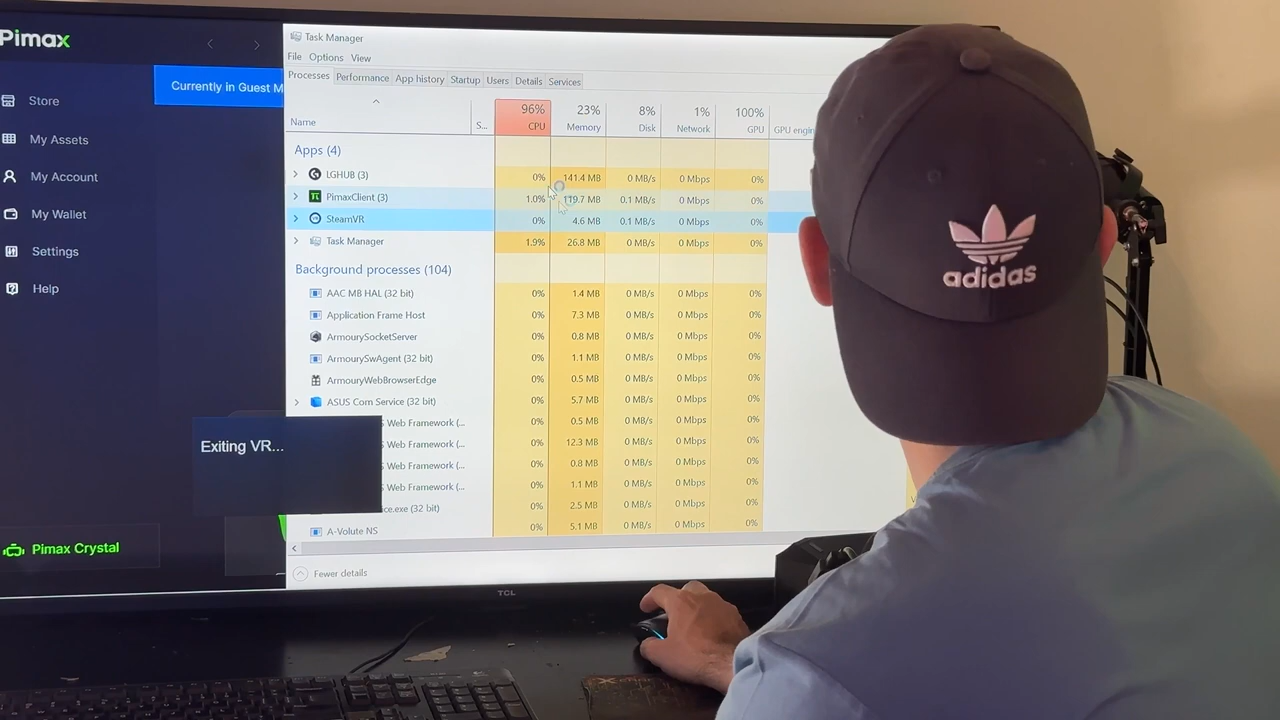 Pimax
Currently in Guest M
Store
My Assets
My Account
My Wallet
Settings
Help
Exiting VR...
Pimax Crystal
Task Manager
File Options View
Processes Performance App history Startup Users Details Services
96% 23% 8% 1% 100%
Name S... CPU Memory Disk Network GPU GPU engin
Apps (4)
LGHUB (3) 0% 141.4 MB 0 MB/s 0 Mbps 0%
PimaxClient (3) 1.0% 119.7 MB 0.1 MB/s 0 Mbps 0%
SteamVR 0% 4.6 MB 0.1 MB/s 0 Mbps 0%
Task Manager 1.9% 26.8 MB 0 MB/s 0 Mbps 0%
Background processes (104)
AAC MB HAL (32 bit) 0% 1.4 MB 0 MB/s 0 Mbps 0%
Application Frame Host 0% 7.3 MB 0 MB/s 0 Mbps 0%
ArmourySocketServer 0% 0.8 MB 0 MB/s 0 Mbps 0%
ArmourySwAgent (32 bit) 0% 1.1 MB 0 MB/s 0 Mbps 0%
ArmouryWebBrowserEdge 0% 0.5 MB 0 MB/s 0 Mbps 0%
ASUS Com Service (32 bit) 0% 5.7 MB 0 MB/s 0 Mbps 0%
Web Framework (... 0% 0.5 MB 0 MB/s 0 Mbps 0%
Web Framework (... 0% 12.3 MB 0 MB/s 0 Mbps 0%
Web Framework (... 0% 0.8 MB 0 MB/s 0 Mbps 0%
Web Framework (... 0% 1.1 MB 0 MB/s 0 Mbps 0%
ce.exe (32 bit) 0% 2.5 MB 0 MB/s 0 Mbps 0%
A-Volute NS 0% 5.1 MB 0 MB/s 0 Mbps 0%
Fewer details
TCL
adidas